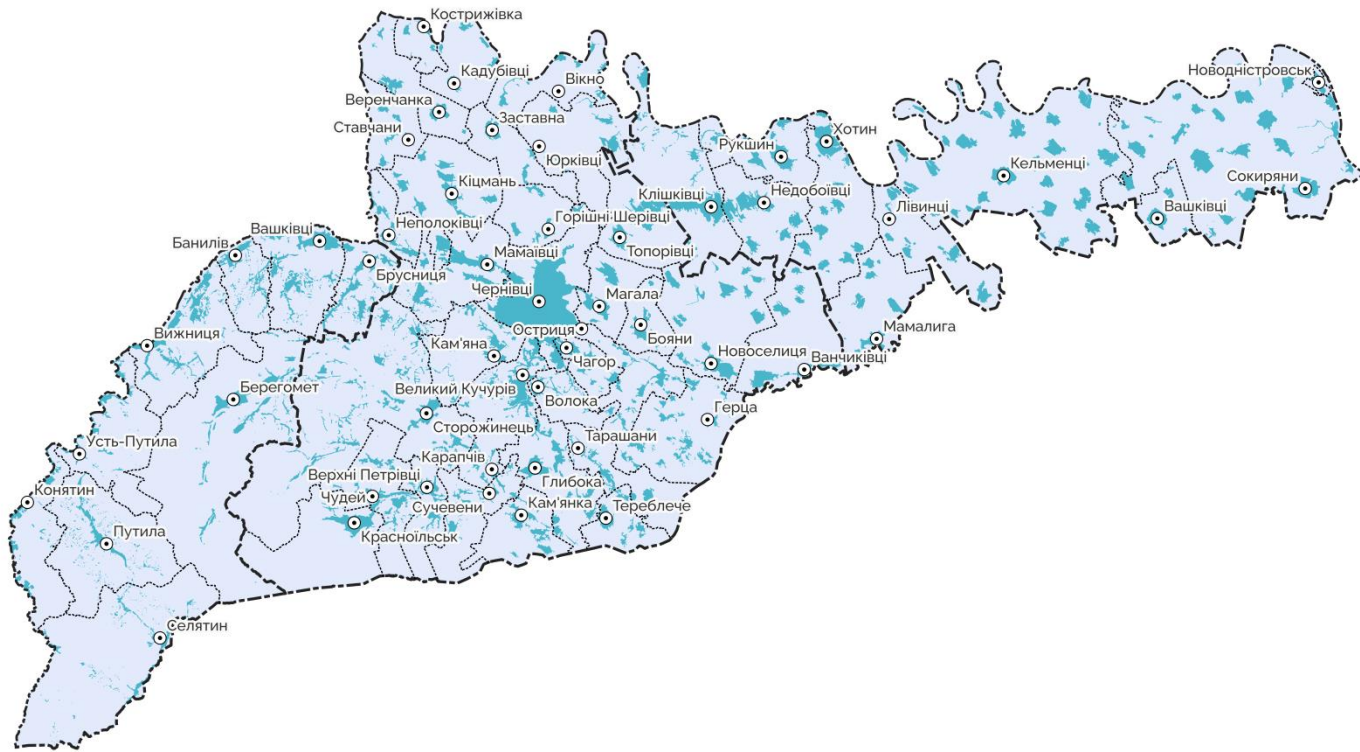 Кострижівка
Кадубівці
Вікно
Новодністровськ
Веренчанка
Заставна
Ставчани
Юрківці
Рукшин
Хотин
Кельменці
Сокиряни
Кіцмань
Клішківці
Недобоївці
Лівинці
Вашківці
Горішні Шерівці
Неполоківці
Топорівці
Вашківці
Банилів
Брусниця
Мамаївці
Чернівці
Магала
Остриця
Бояни
Мамалига
Вижниця
Кам'яна
Чагор
Новоселиця
Ванчиківці
Берегомет
Великий Кучурів
Волока
Сторожинець
Герца
Усть-Путила
Тарашани
Карапчів
Верхні Петрівці
Глибока
Чудей
Сучевени
Кам'янка
Тереблече
Конятин
Красноїльськ
Путила
Селятин